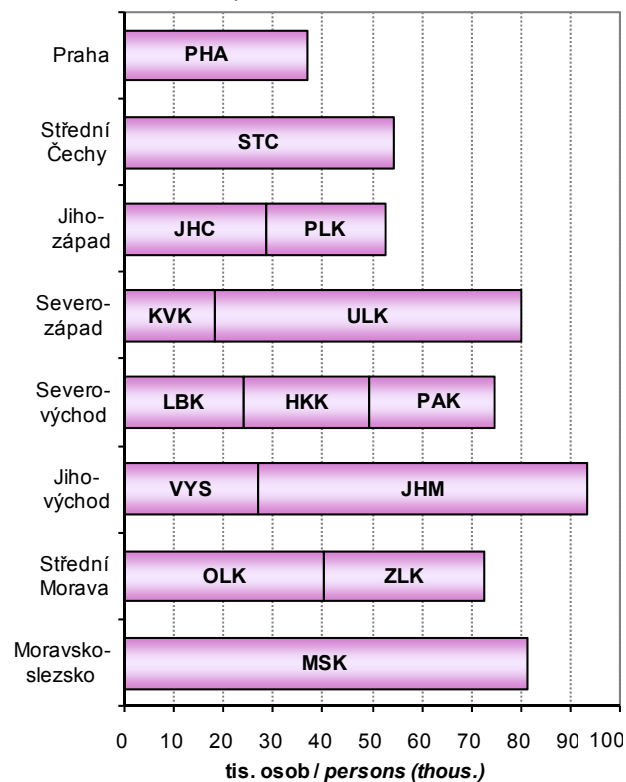 Praha
PHA
Střední
Čechy
STC
Jiho-
západ
JHC PLK
Severo-
západ
KVK ULK
Severo-
východ
LBK HKK PAK
Jiho-
východ
VYS JHM
Střední
Morava
OLK ZLK
Moravsko-
slezsko
MSK
0 10 20 30 40 50 60 70 80 90 100
tis. osob / persons (thous.)